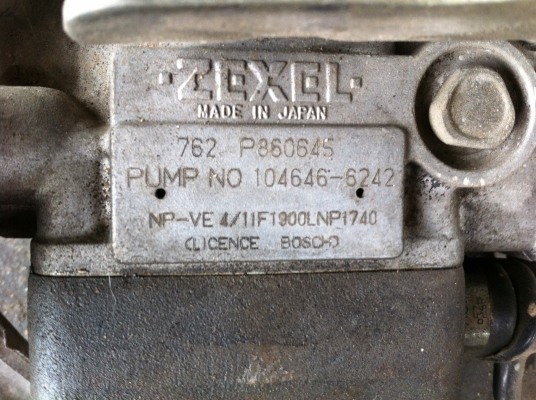 ·ZEXEL·
MADE IN JAPAN
762 P860645
PUMP NO 104646-6242
NP-VE 4/11F1900LNP1740
(LICENCE BOSCH)